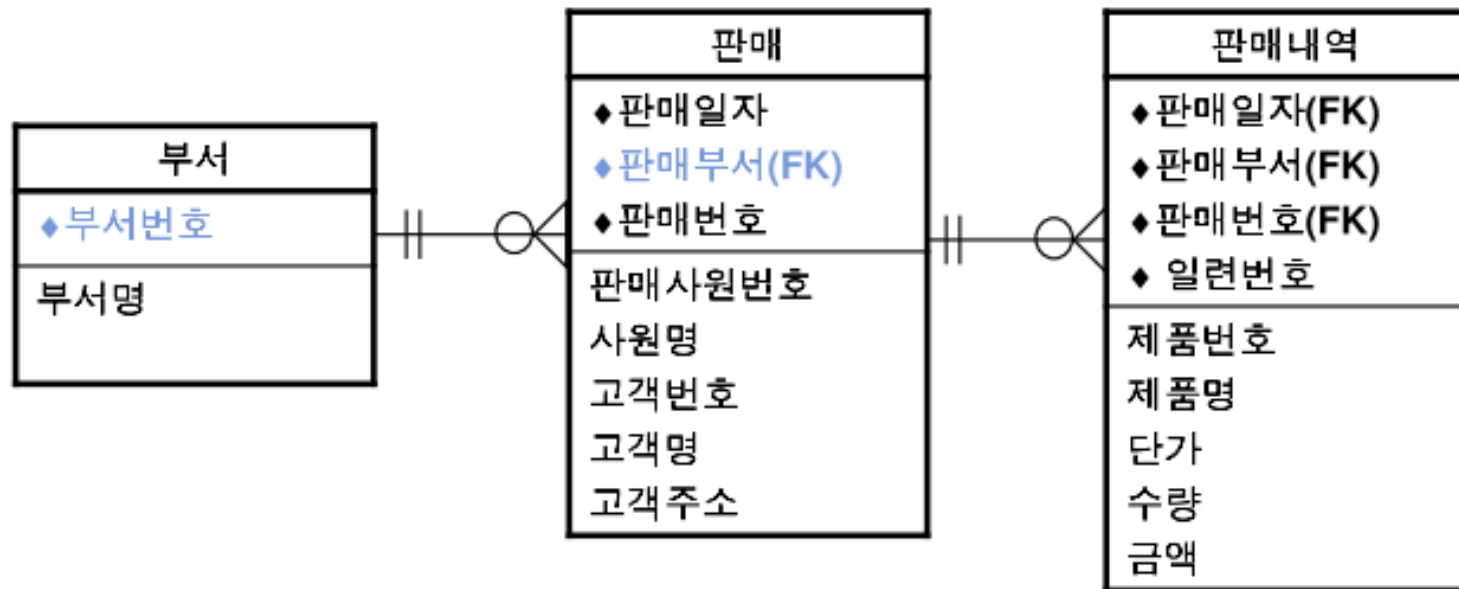 부서
◆부서번호
부서명
판매
◆판매일자
◆판매부서(FK)
◆판매번호
판매사원번호
사원명
고객번호
고객명
고객주소
판매내역
◆판매일자(FK)
◆판매부서(FK)
◆판매번호(FK)
◆ 일련번호
제품번호
제품명
단가
수량
금액